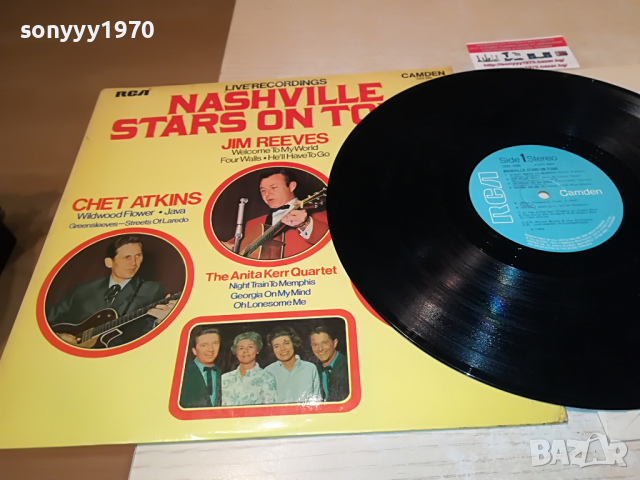 sonyyy1970
LIVE RECORDINGS
RCA
CAMDEN
NASHVILLE
STARS ON TO
JIM REEVES
Welcome To My World
Four Walls • He'll Have To Go
CHET ATKINS
Wildwood Flower • Java
Greensleeves–Streets Of Laredo
The Anita Kerr Quartet
Night Train To Memphis
Georgia On My Mind
Oh Lonesome Me
Side 1 Stereo
RCA
Camden
BAZAR.bg